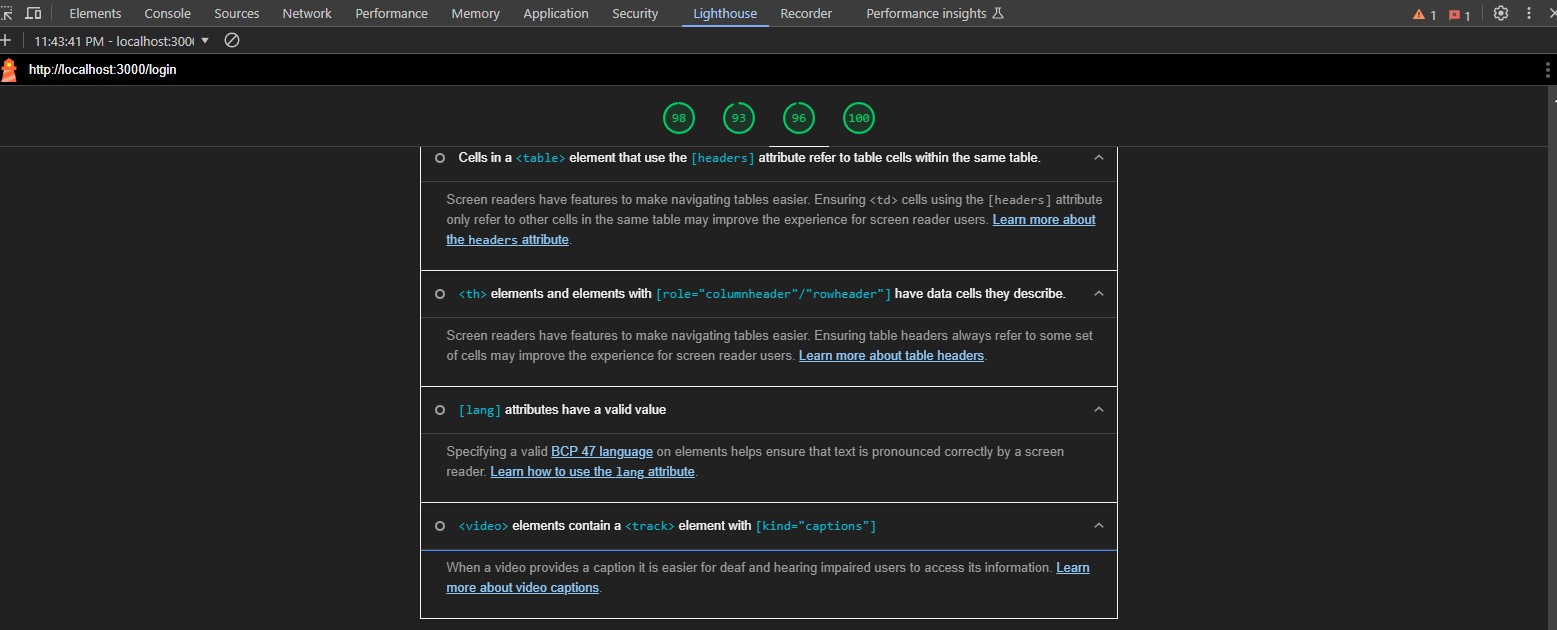 Elements Console Sources Network Performance Memory Application Security Lighthouse Recorder Performance insights 1 1
11:43:41 PM - localhost:300
http://localhost:3000/login
98 93 96 100
Cells in a <table> element that use the [headers] attribute refer to table cells within the same table.
Screen readers have features to make navigating tables easier. Ensuring <td> cells using the [headers] attribute
only refer to other cells in the same table may improve the experience for screen reader users. Learn more about
the headers attribute.
<th> elements and elements with [role="columnheader"/"rowheader"] have data cells they describe.
Screen readers have features to make navigating tables easier. Ensuring table headers always refer to some set
of cells may improve the experience for screen reader users. Learn more about table headers.
[lang] attributes have a valid value
Specifying a valid BCP 47 language on elements helps ensure that text is pronounced correctly by a screen
reader. Learn how to use the lang attribute.
<video> elements contain a <track> element with [kind="captions"]
When a video provides a caption it is easier for deaf and hearing impaired users to access its information. Learn
more about video captions.